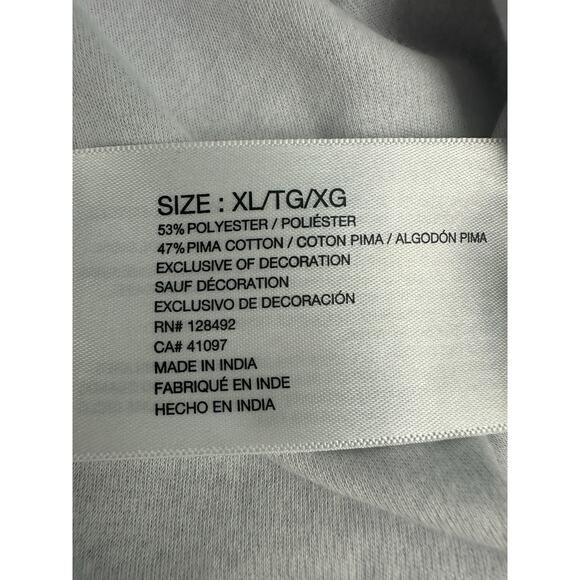 SIZE : XL/TG/XG
53% POLYESTER / POLIÉSTER
47% PIMA COTTON / COTON PIMA / ALGODÓN PIMA
EXCLUSIVE OF DECORATION
SAUF DÉCORATION
EXCLUSIVO DE DECORACIÓN
RN# 128492
CA# 41097
MADE IN INDIA
FABRIQUÉ EN INDE
HECHO EN INDIA